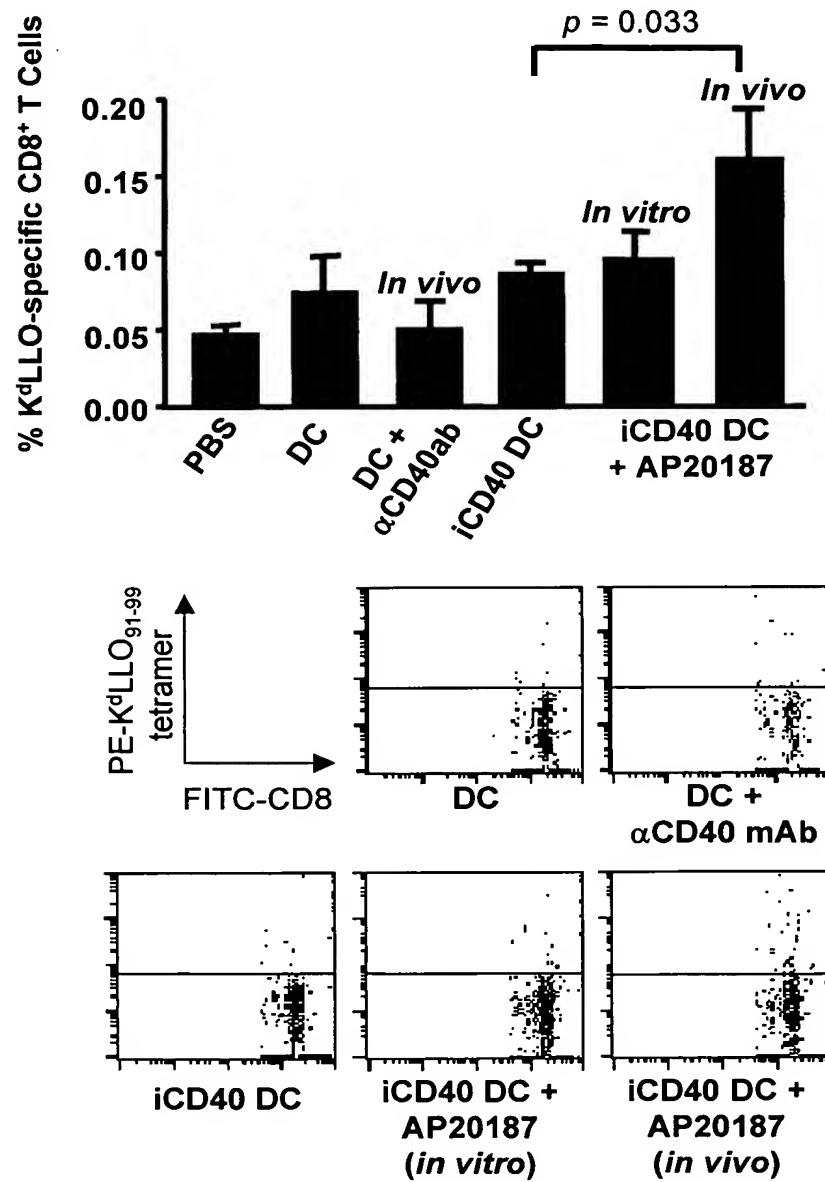 p = 0.033
% KᵈLLO-specific CD8⁺ T Cells
0.20
0.15
0.10
0.05
0.00
In vivo
In vitro
In vivo
PBS
DC
DC +
αCD40ab
iCD40 DC
iCD40 DC
+ AP20187
PE-KᵈLLO₉₁₋₉₉
tetramer
FITC-CD8
DC
DC +
αCD40 mAb
iCD40 DC
iCD40 DC +
AP20187
(in vitro)
iCD40 DC +
AP20187
(in vivo)